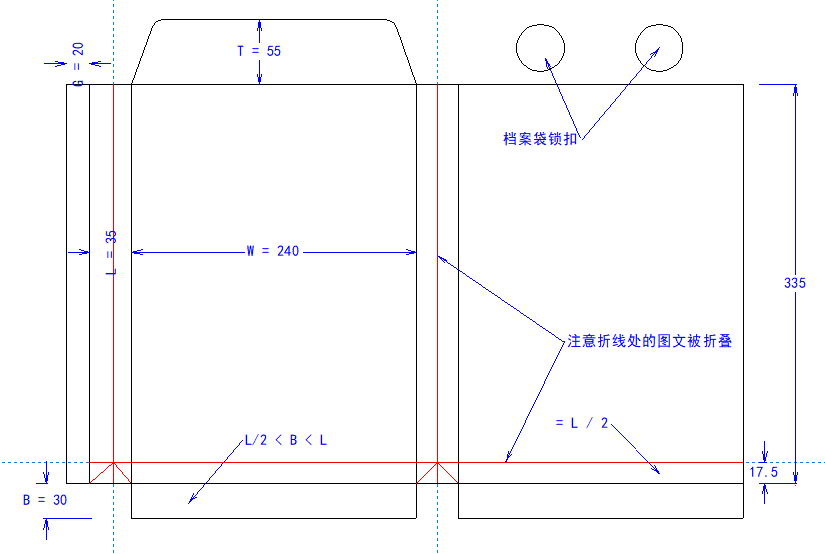 T = 55
G = 20
档案袋锁扣
L = 35
W = 240
335
注意折线处的图文被折叠
= L / 2
L/2 < B < L
17.5
B = 30